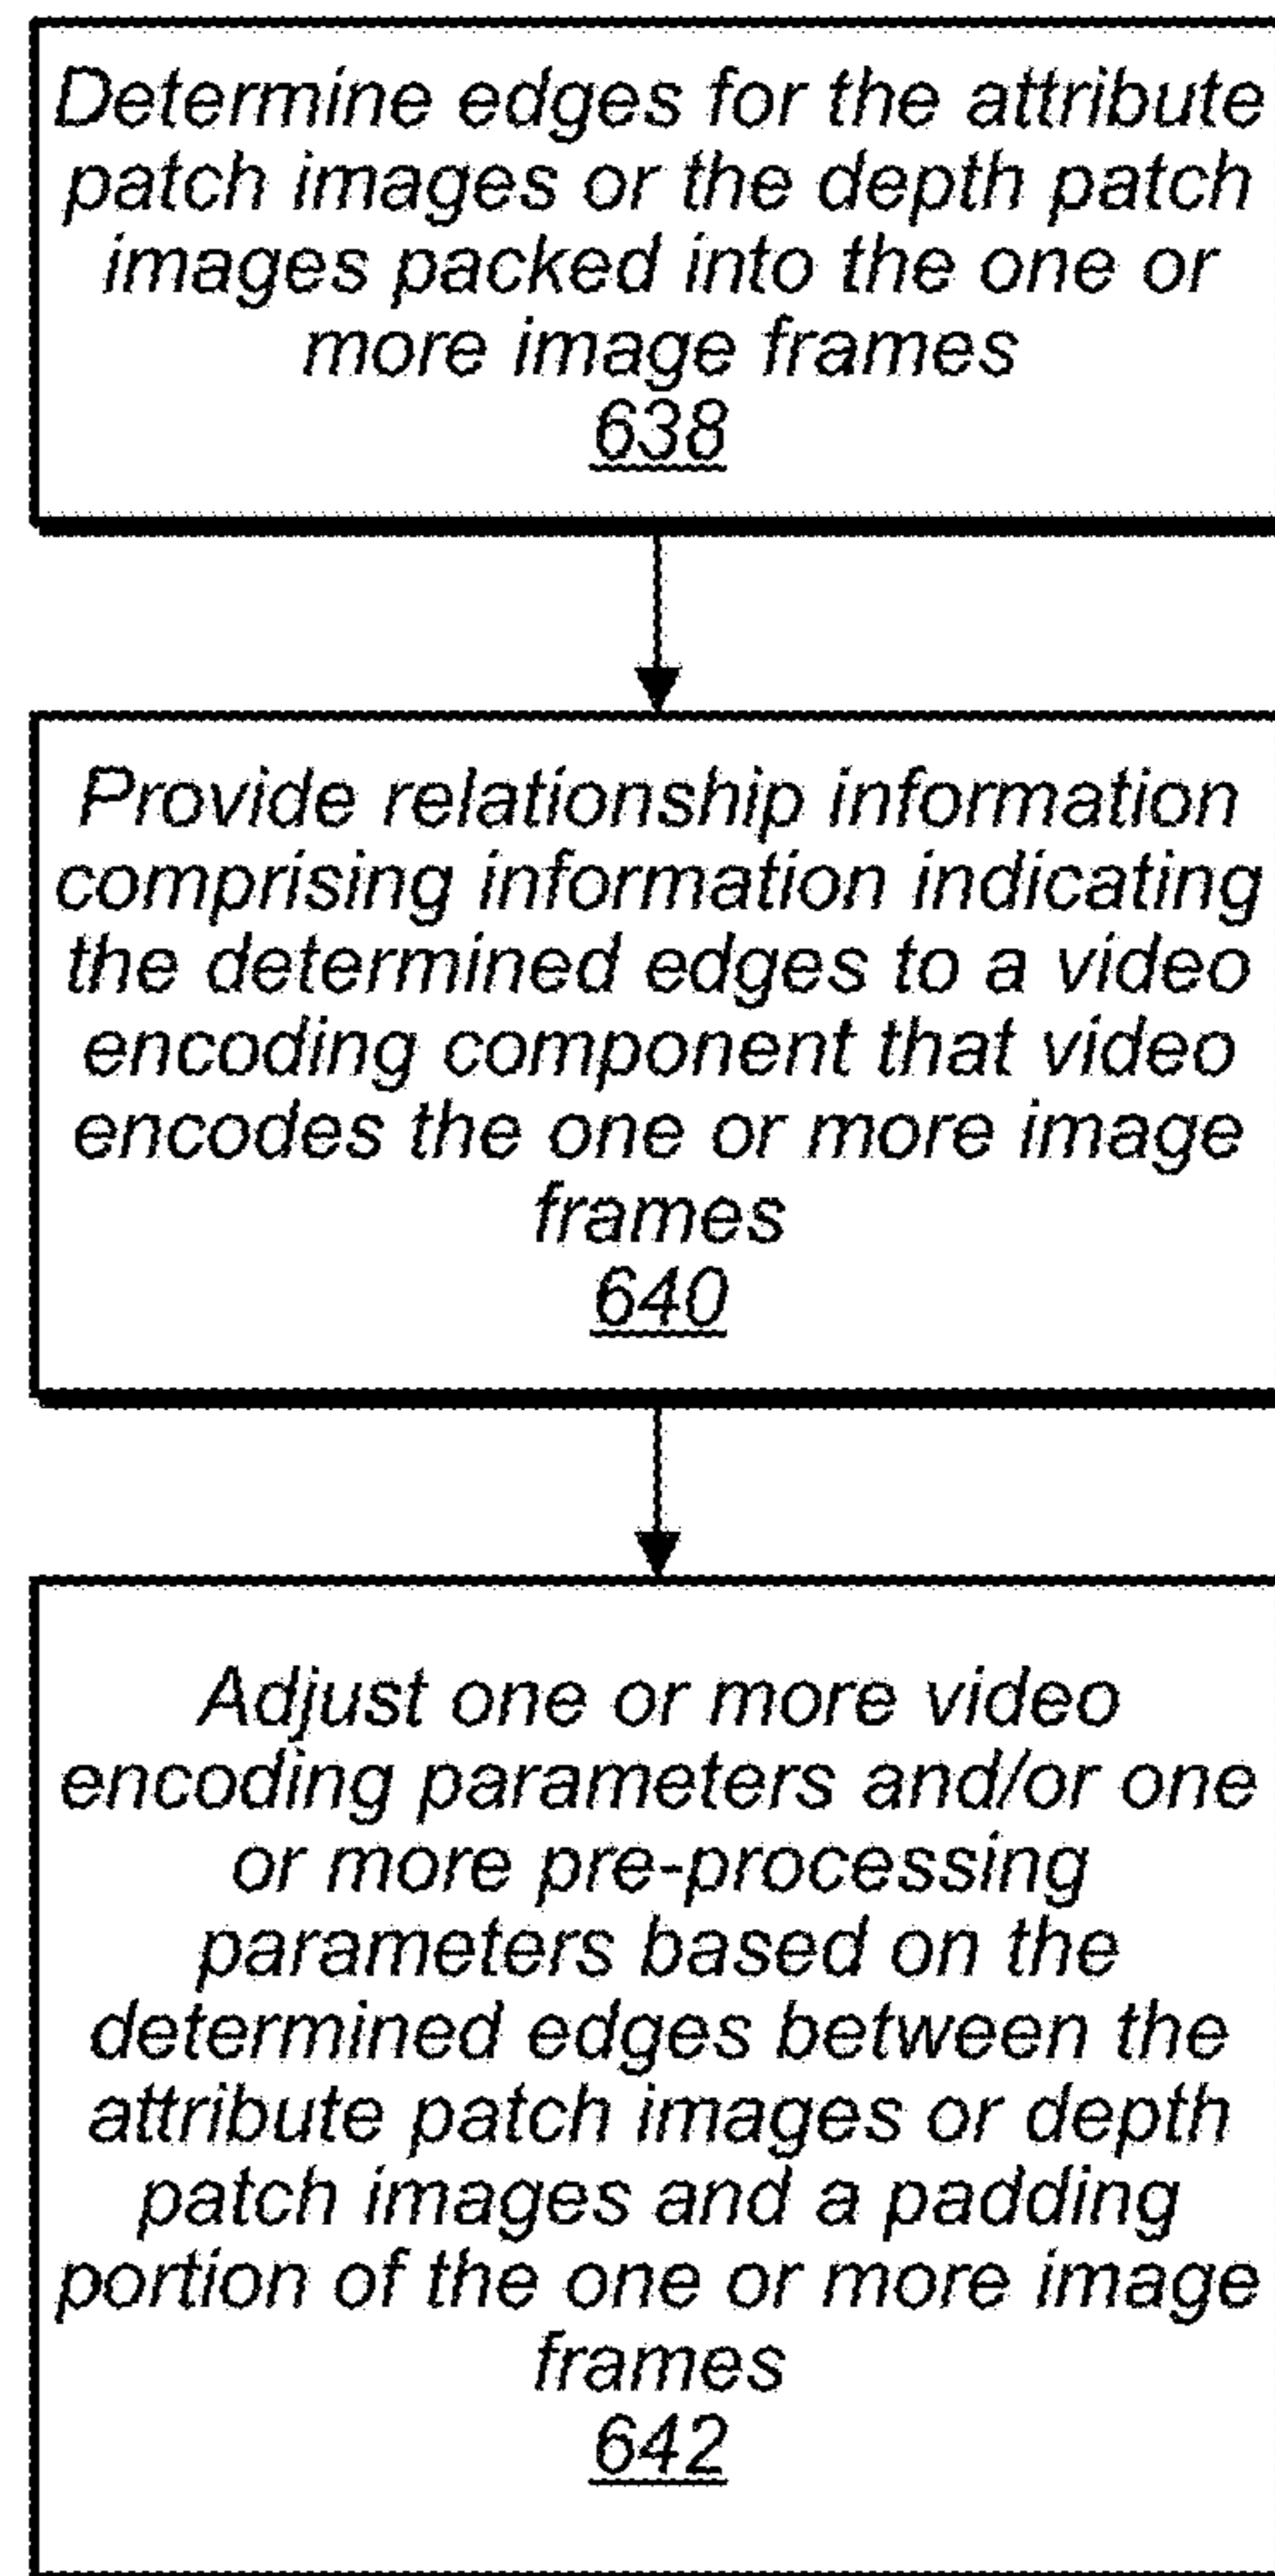 Determine edges for the attribute
patch images or the depth patch
images packed into the one or
more image frames
638
Provide relationship information
comprising information indicating
the determined edges to a video
encoding component that video
encodes the one or more image
frames
640
Adjust one or more video
encoding parameters and/or one
or more pre-processing
parameters based on the
determined edges between the
attribute patch images or depth
patch images and a padding
portion of the one or more image
frames
642